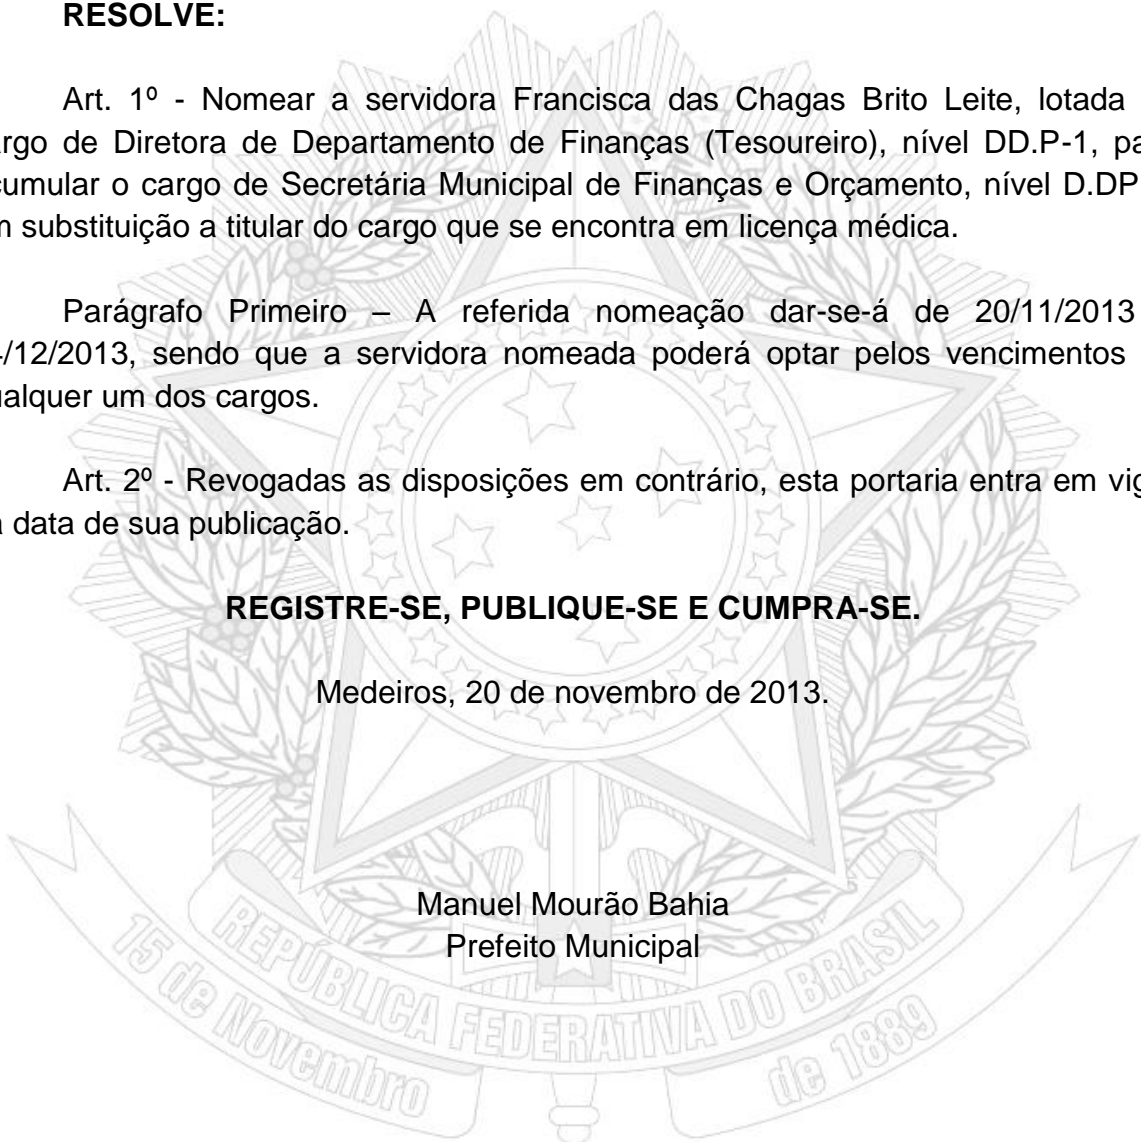 RESOLVE:
Art. 1º - Nomear a servidora Francisca das Chagas Brito Leite, lotada
argo de Diretora de Departamento de Finanças (Tesoureiro), nível DD.P-1, pa
cumular o cargo de Secretária Municipal de Finanças e Orçamento, nível D.DP
m substituição a titular do cargo que se encontra em licença médica.
Parágrafo Primeiro – A referida nomeação dar-se-á de 20/11/2013
4/12/2013, sendo que a servidora nomeada poderá optar pelos vencimentos
ualquer um dos cargos.
Art. 2º - Revogadas as disposições em contrário, esta portaria entra em vig
a data de sua publicação.
REGISTRE-SE, PUBLIQUE-SE E CUMPRA-SE.
Medeiros, 20 de novembro de 2013.
Manuel Mourão Bahia
Prefeito Municipal
REPÚBLICA FEDERATIVA DO BRASIL
15 de Novembro de 1889